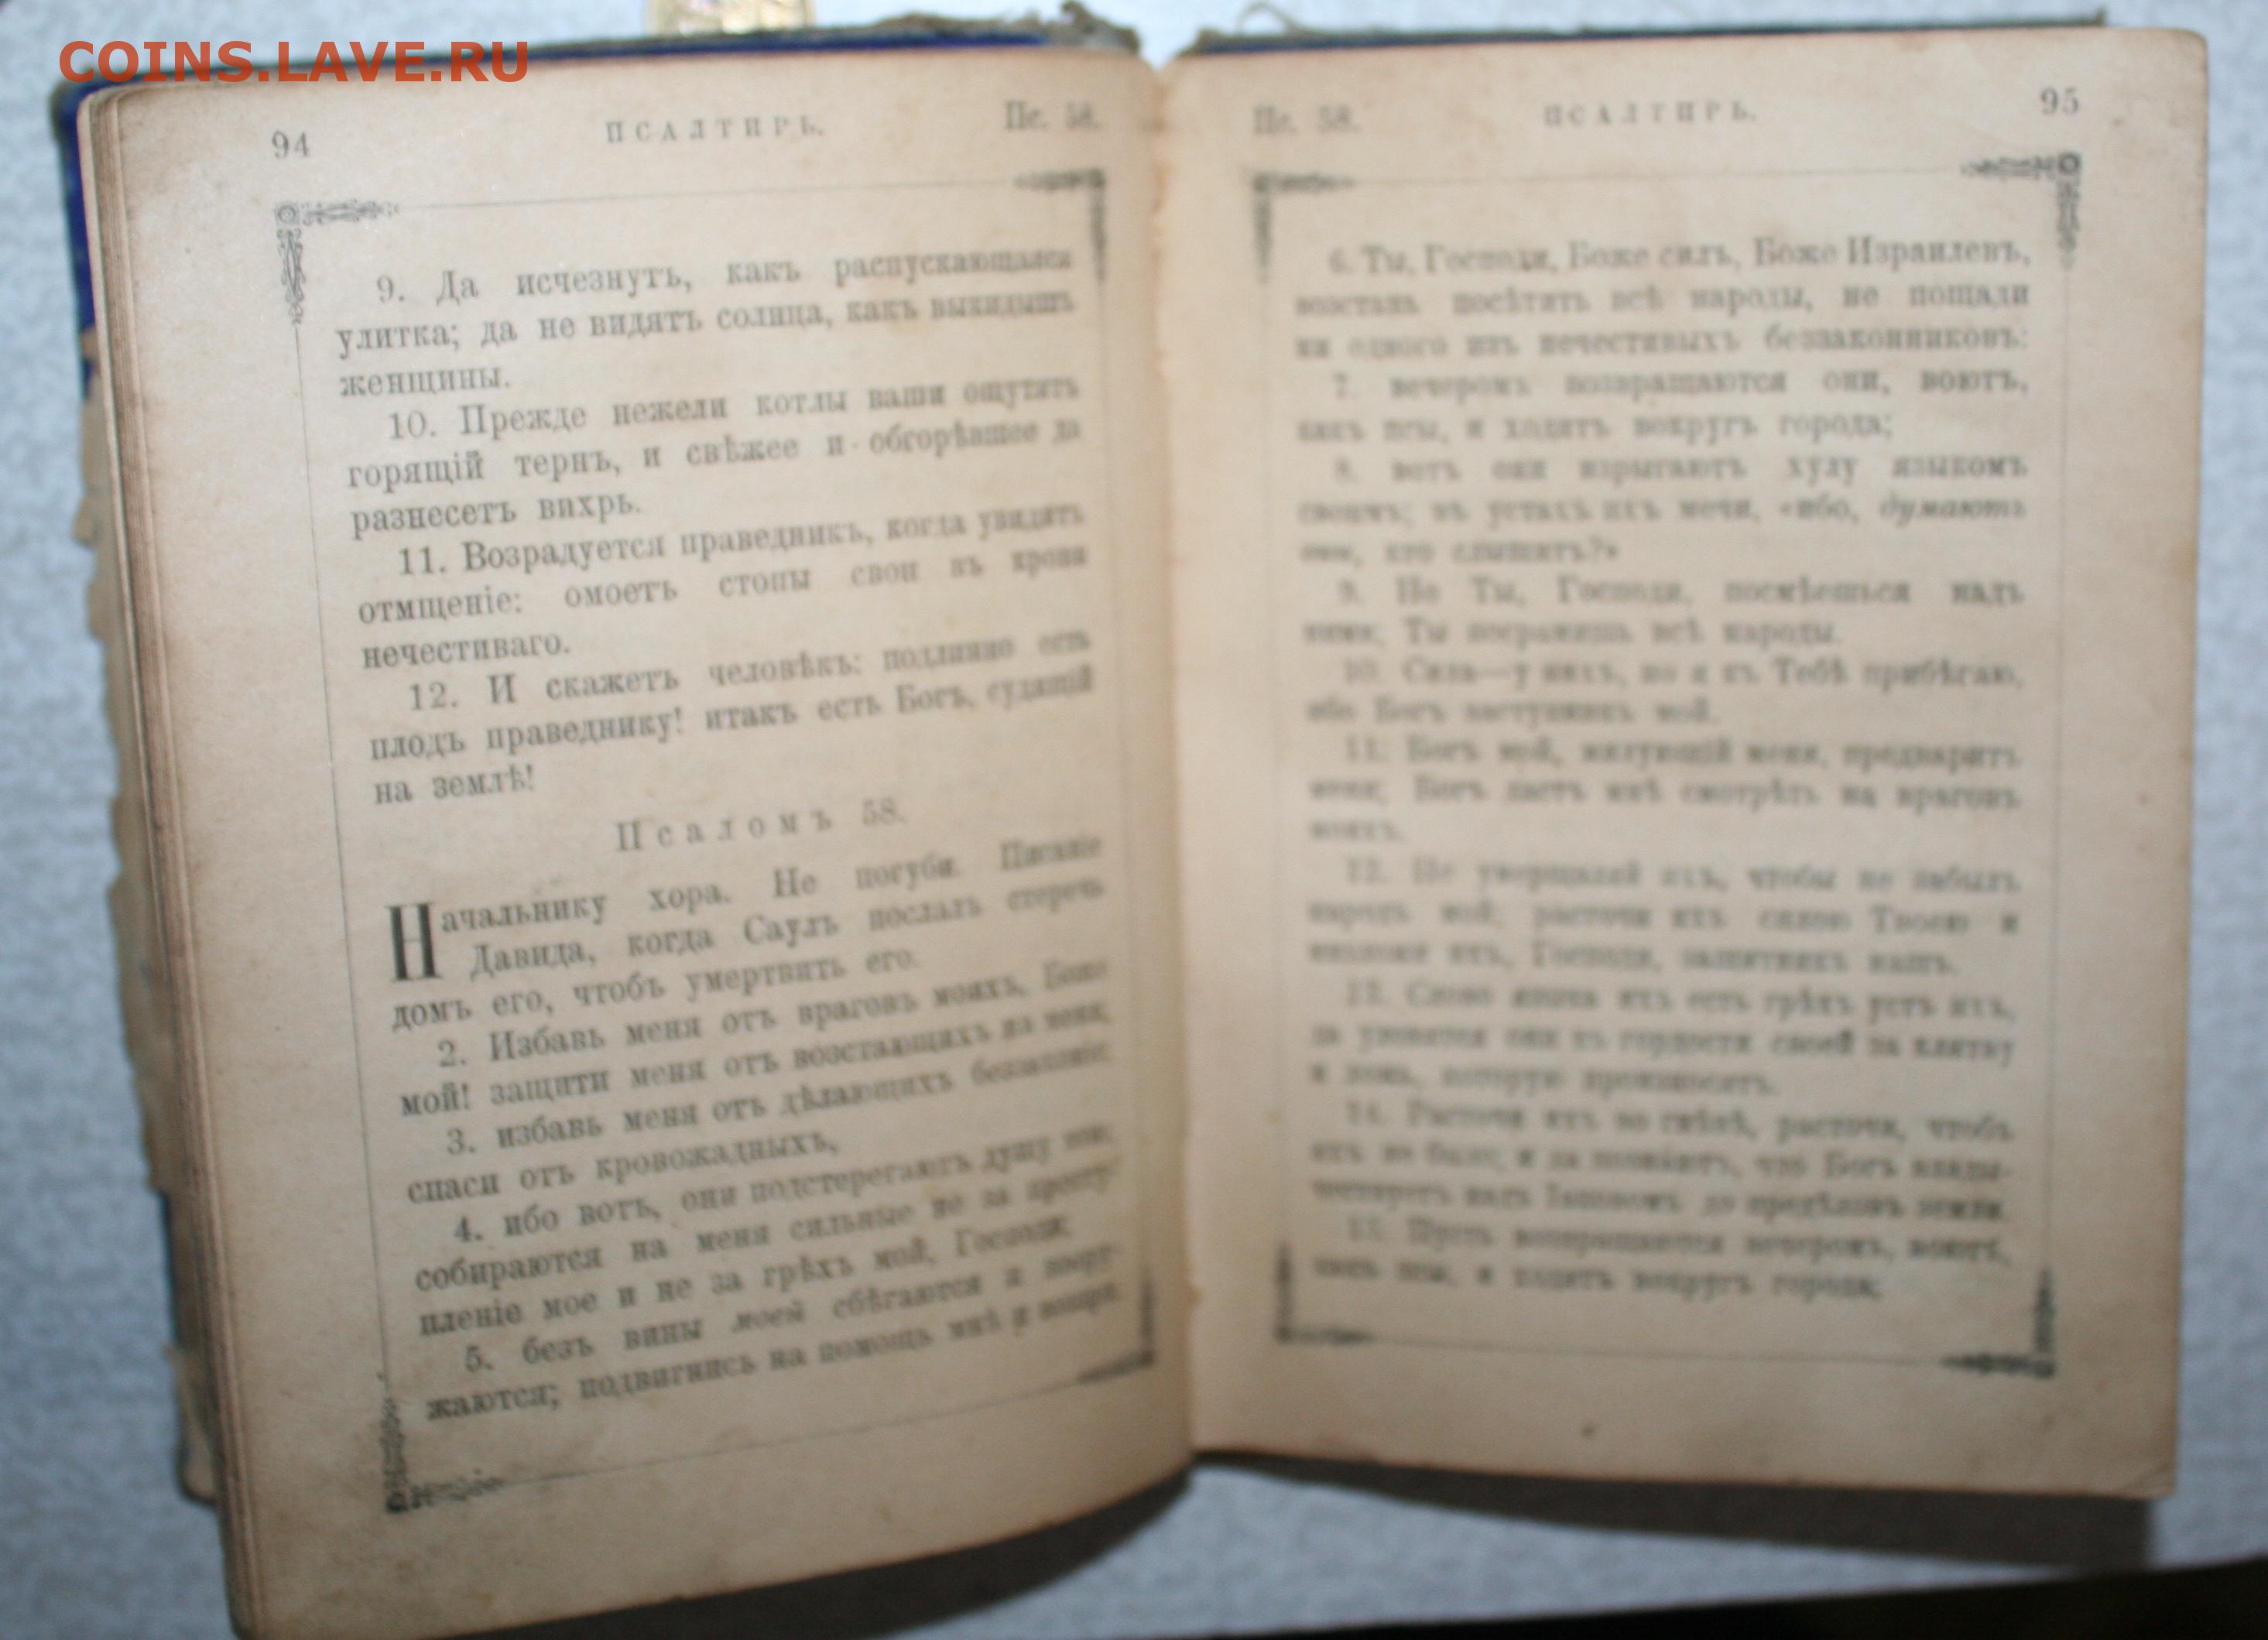 COINS.LAVE.RU
94 ПСАЛТИРЬ. Пс. 58.
9. Да исчезнутъ, какъ распускающаяся
улитка; да не видятъ солнца, какъ выкидышъ
женщины.
10. Прежде нежели котлы ваши ощутятъ
горящій тернъ, и свѣжее и обгорѣвшее да
разнесетъ вихрь.
11. Возрадуется праведникъ, когда увидитъ
отмщеніе: омоетъ стопы свои въ крови
нечестиваго.
12. И скажетъ человѣкъ: подлинно есть
плодъ праведнику! итакъ есть Богъ, судящій
на землѣ!
Псаломъ 58.
Начальнику хора. Не погуби. Писаніе
Давида, когда Саулъ послалъ стеречь
домъ его, чтобъ умертвить его.
2. Избавь меня отъ враговъ моихъ, Боже
мой! защити меня отъ возстающихъ на меня;
3. избавь меня отъ дѣлающихъ беззаконіе;
спаси отъ кровожадныхъ,
4. ибо вотъ, они подстерегаютъ душу мою;
собираются на меня сильные не за престу-
пленіе мое и не за грѣхъ мой, Господи;
5. безъ вины моей сбѣгаются и воору-
жаются; подвигнись на помощь мнѣ и воззри.
Пс. 58. ПСАЛТИРЬ. 95
6. Ты, Господи, Боже силъ, Боже Израилевъ,
возстань посѣтить всѣ народы, не пощади
ни одного изъ нечестивыхъ беззаконниковъ:
7. вечеромъ возвращаются они, воютъ,
какъ псы, и ходятъ вокругъ города;
8. вотъ они изрыгаютъ хулу языкомъ
своимъ; въ устахъ ихъ мечи, «ибо, думаютъ
они, кто слышитъ?»
9. Но Ты, Господи, посмѣешься надъ
ними; Ты посрамишь всѣ народы.
10. Сила—у нихъ, но я къ Тебѣ прибѣгаю,
ибо Богъ заступникъ мой.
11. Богъ мой, милующій меня, предваритъ
меня; Богъ дастъ мнѣ смотрѣть на враговъ
моихъ.
12. Не умерщвляй ихъ, чтобы не забылъ
народъ мой; расточи ихъ силою Твоею и
низложи ихъ, Господи, защитникъ нашъ.
13. Слово языка ихъ есть грѣхъ устъ ихъ,
да уловятся они въ гордости своей за клятву
и ложь, которую произносятъ.
14. Расточи ихъ во гнѣвѣ, расточи, чтобъ
ихъ не было; и да познаютъ, что Богъ влады-
чествуетъ надъ Іаковомъ до предѣловъ земли.
15. Пусть возвращаются вечеромъ, воютъ,
какъ псы, и ходятъ вокругъ города;